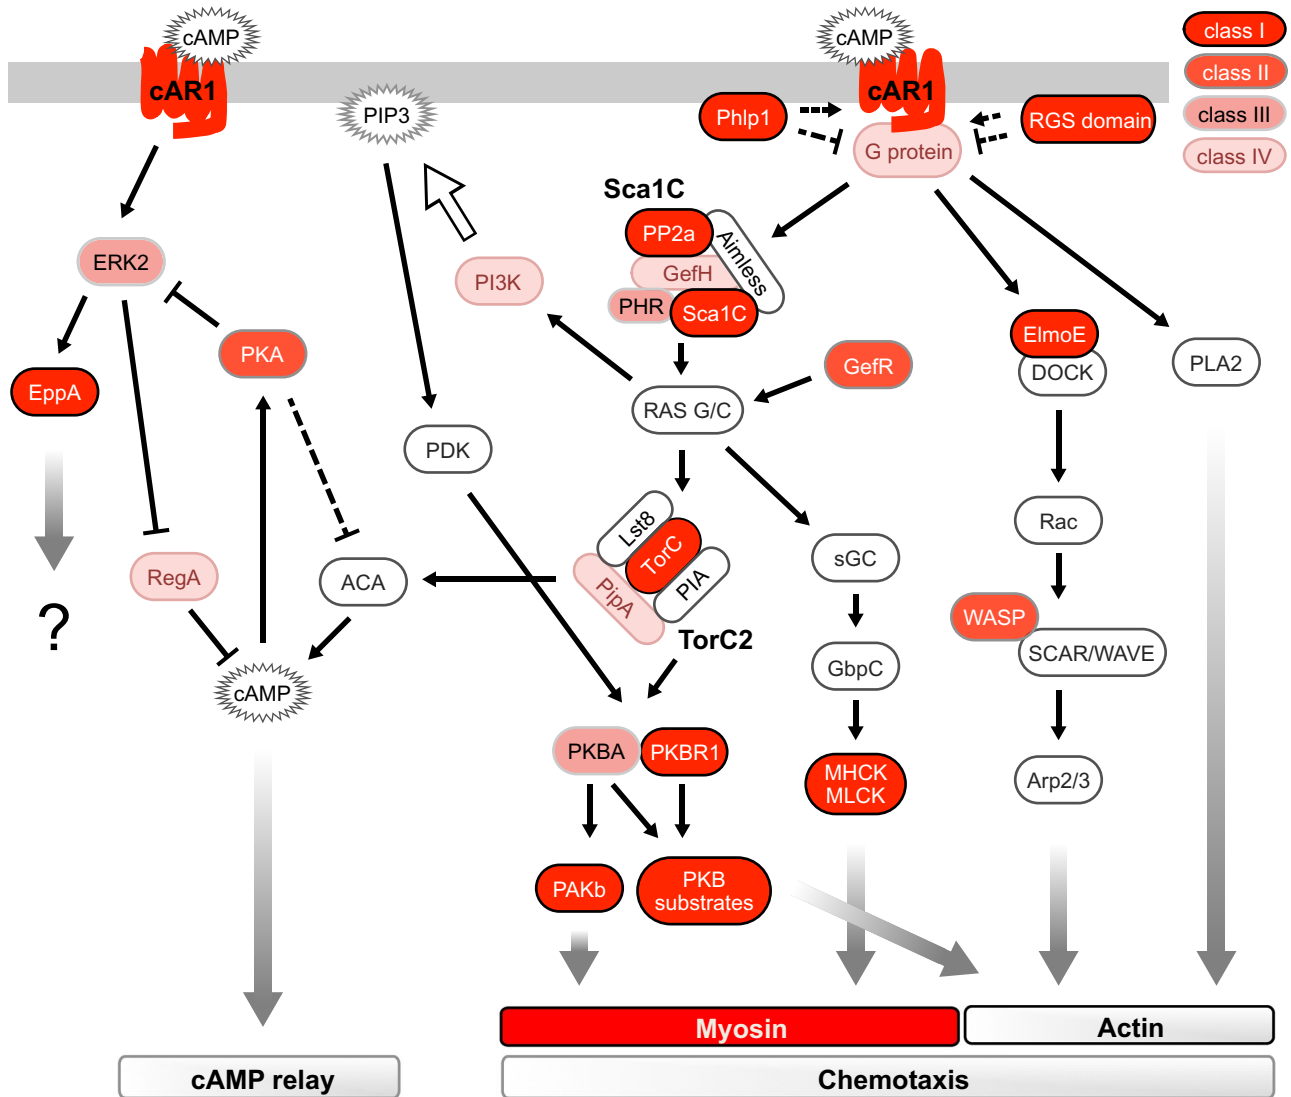 cAMP
cAMP
class I
cAR1
cAR1
class II
PIP3
Phlp1
RGS domain
class III
G protein
class IV
Sca1C
PP2a
Aimless
ERK2
PI3K
GefH
PHR
Sca1C
ElmoE
PKA
GefR
DOCK
PLA2
EppA
RAS G/C
PDK
Lst8
Rac
TorC
sGC
RegA
ACA
PipA
PIA
WASP
?
TorC2
SCAR/WAVE
GbpC
cAMP
PKBA
PKBR1
MHCK
MLCK
Arp2/3
PAKb
PKB
substrates
Myosin
Actin
cAMP relay
Chemotaxis